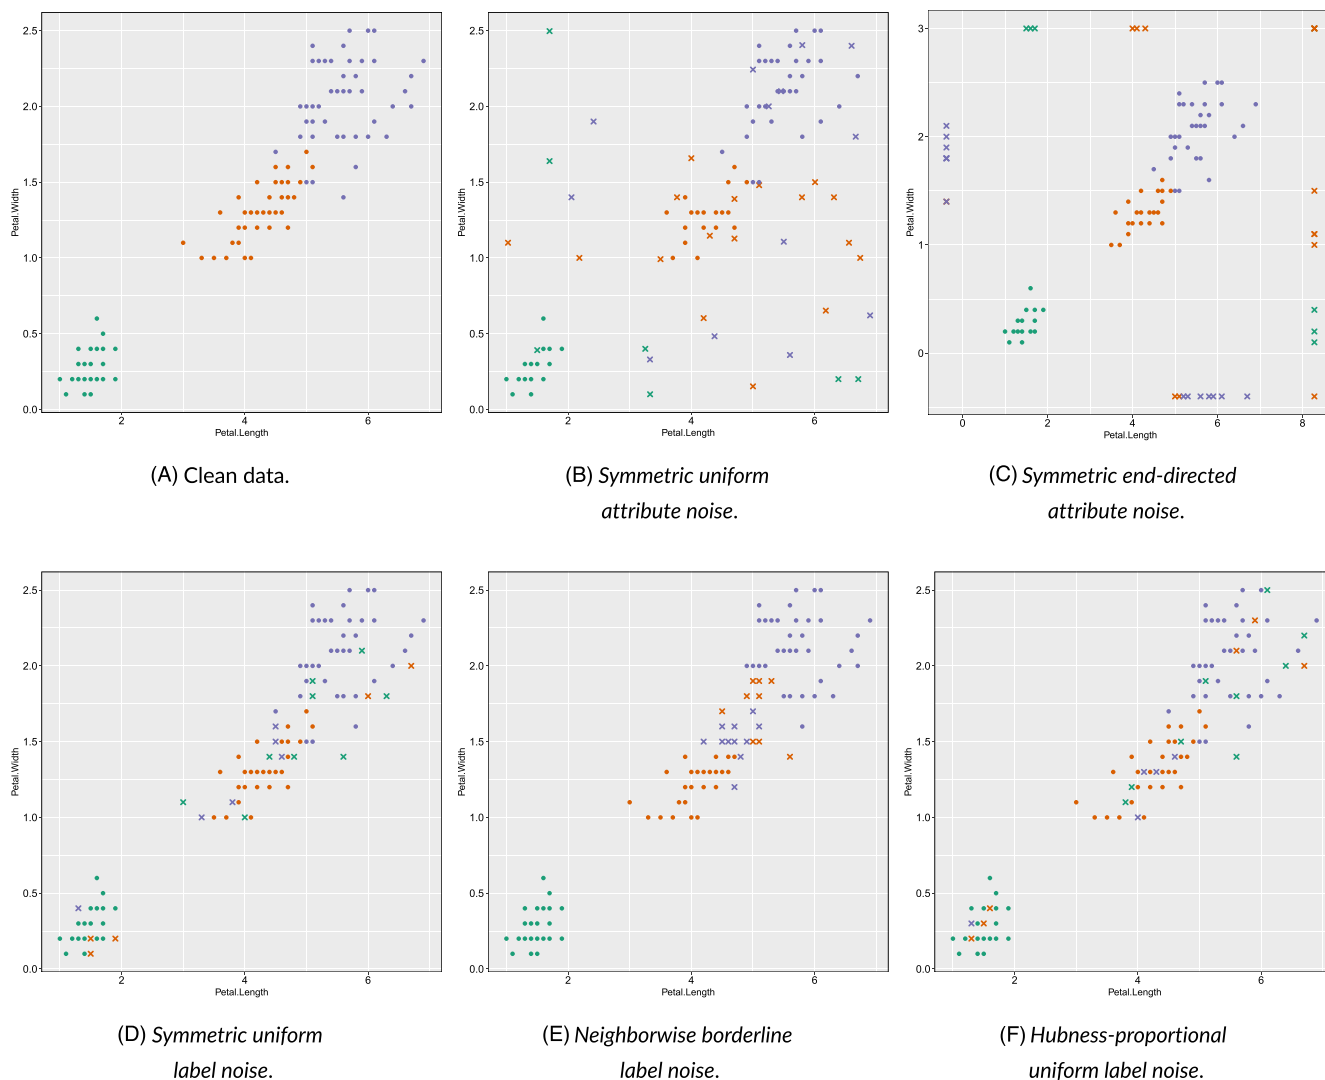 2.5
2.0
1.5
1.0
0.5
0.0
Petal.Width
2
4
6
Petal.Length
(A) Clean data.
2.5
2.0
1.5
1.0
0.5
0.0
Petal.Width
2
4
6
Petal.Length
(B) Symmetric uniform
attribute noise.
3
2
1
0
Petal.Width
0
2
4
6
8
Petal.Length
(C) Symmetric end-directed
attribute noise.
2.5
2.0
1.5
1.0
0.5
0.0
Petal.Width
2
4
6
Petal.Length
(D) Symmetric uniform
label noise.
2.5
2.0
1.5
1.0
0.5
0.0
Petal.Width
2
4
6
Petal.Length
(E) Neighborwise borderline
label noise.
2.5
2.0
1.5
1.0
0.5
0.0
Petal.Width
2
4
6
Petal.Length
(F) Hubness-proportional
uniform label noise.